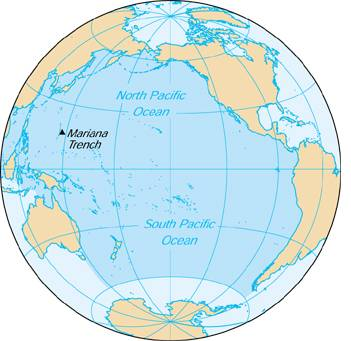 North Pacific
Ocean
Mariana
Trench
South Pacific
Ocean